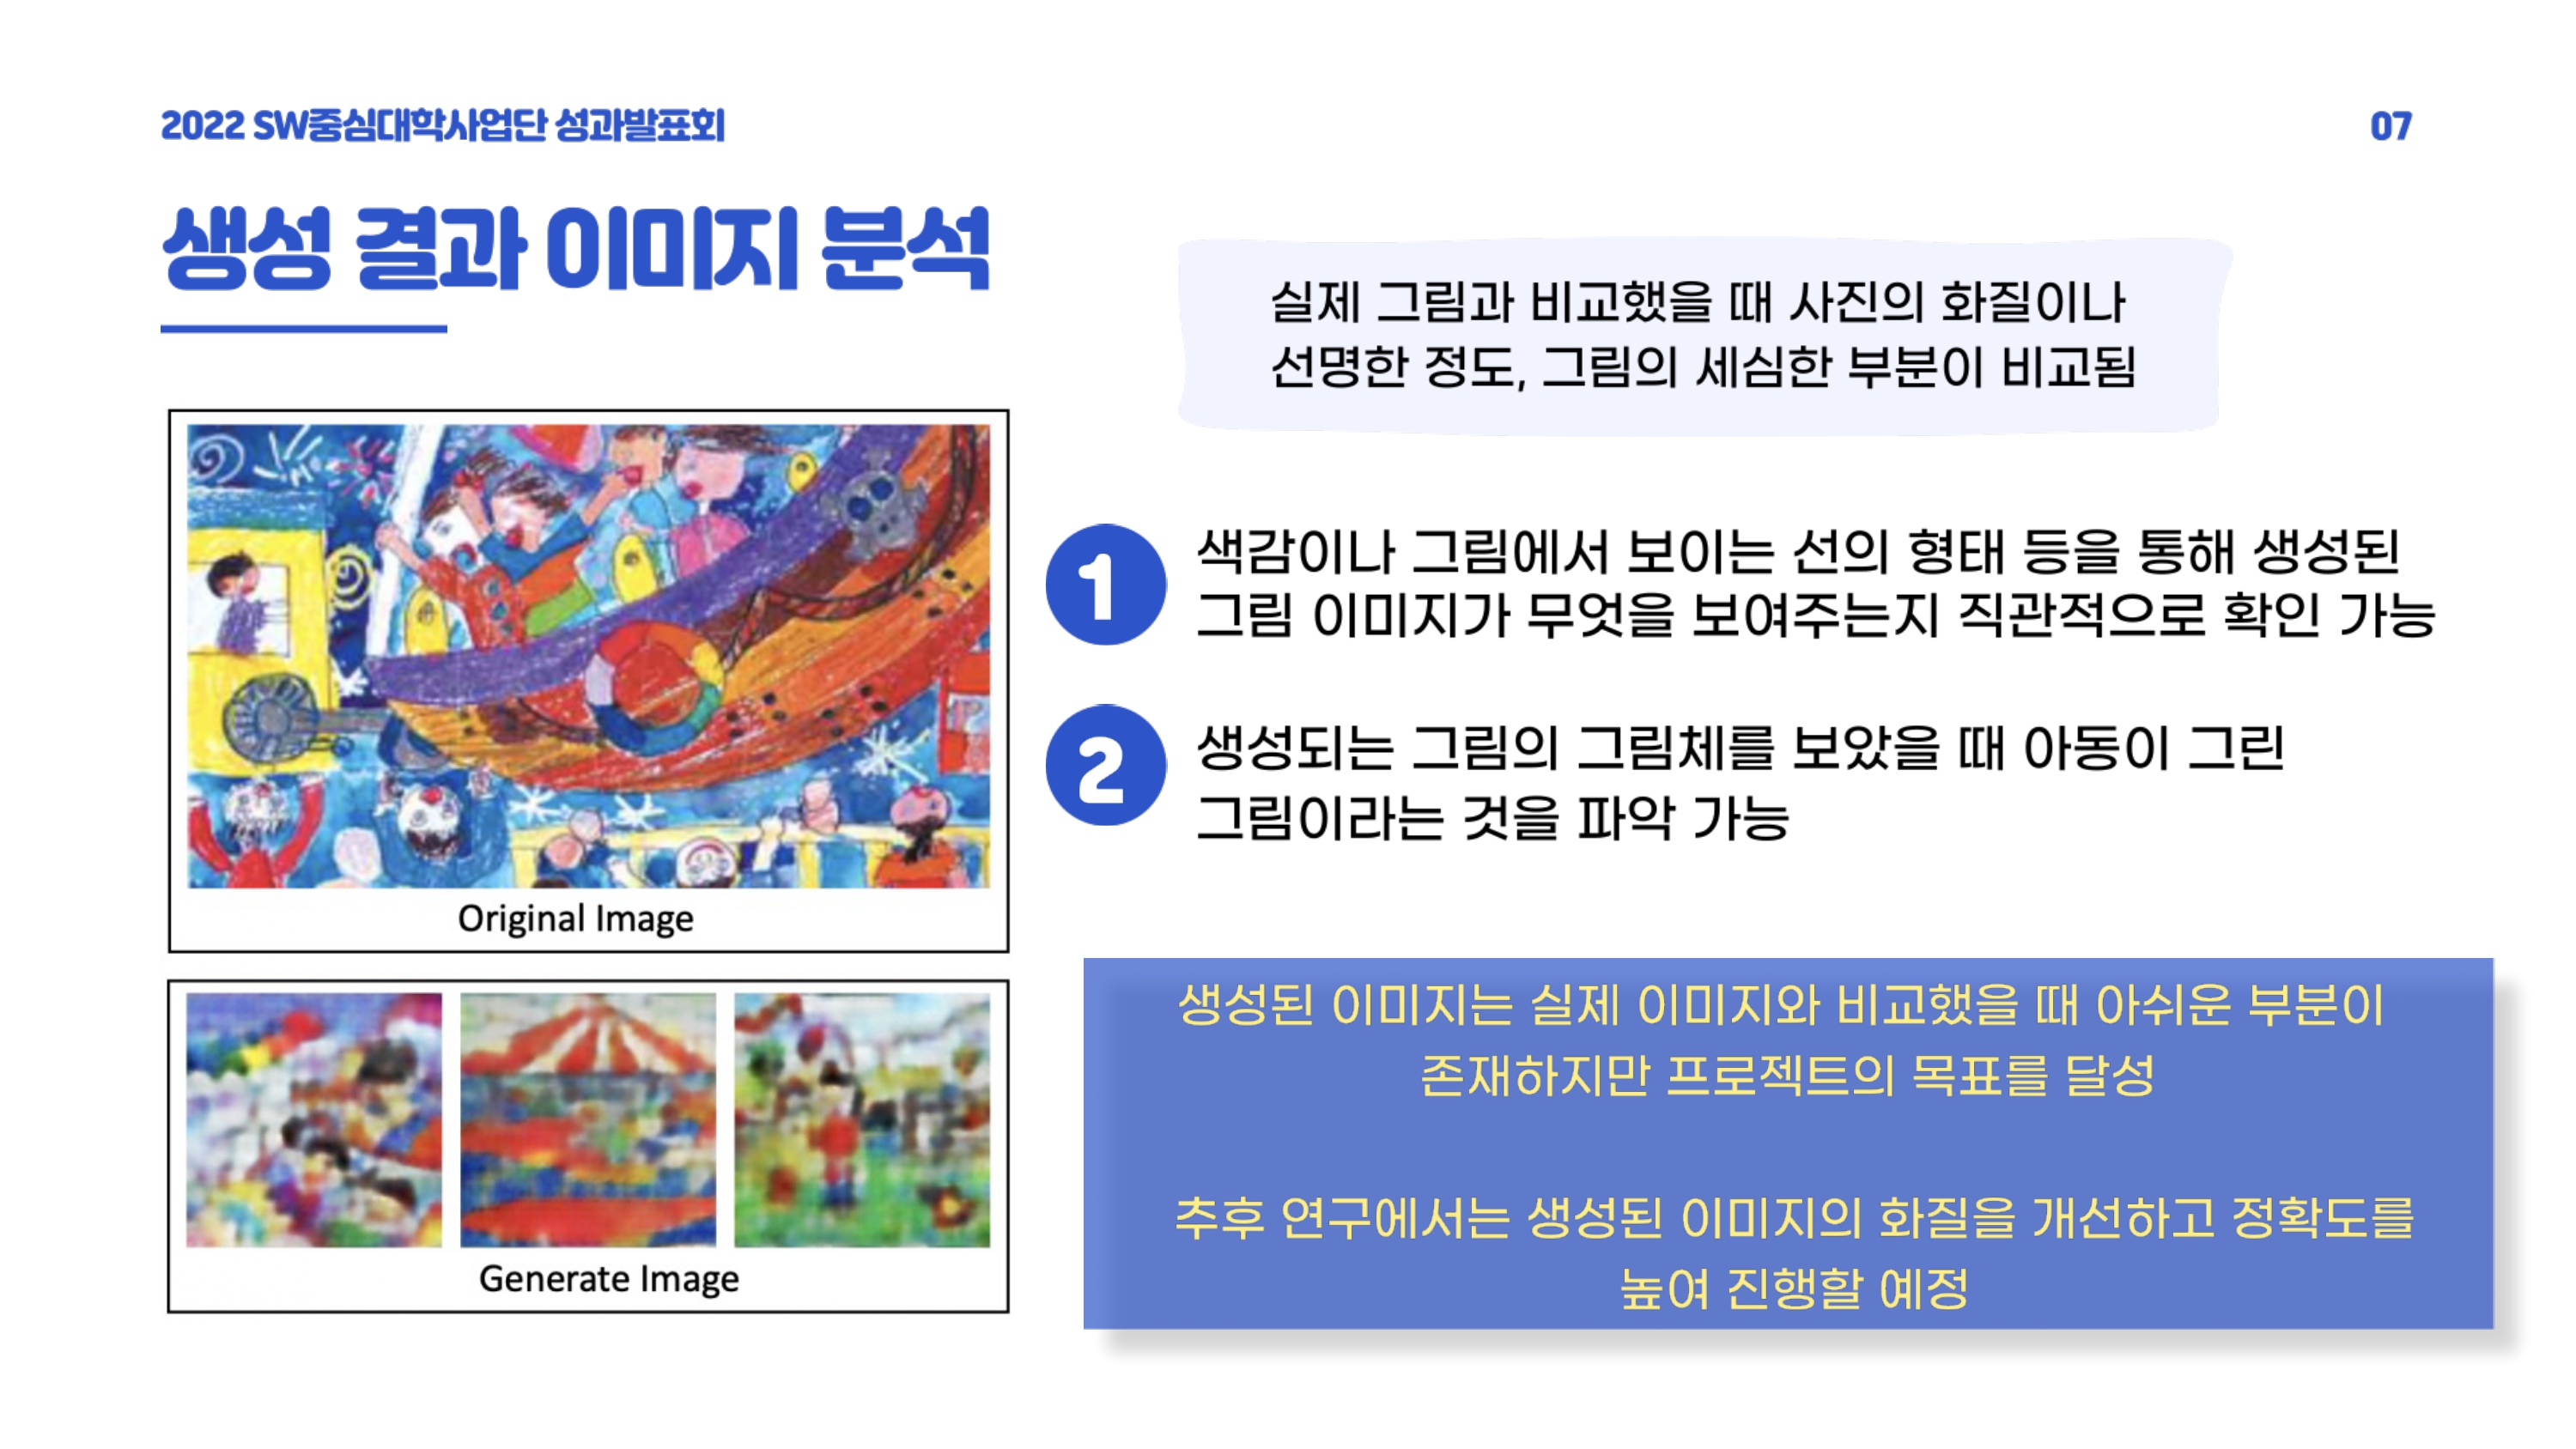 2022 SW중심대학사업단 성과발표회
07
생성 결과 이미지 분석
실제 그림과 비교했을 때 사진의 화질이나
선명한 정도, 그림의 세심한 부분이 비교됨
Original Image
Generate Image
1
색감이나 그림에서 보이는 선의 형태 등을 통해 생성된
그림 이미지가 무엇을 보여주는지 직관적으로 확인 가능
2
생성되는 그림의 그림체를 보았을 때 아동이 그린
그림이라는 것을 파악 가능
생성된 이미지는 실제 이미지와 비교했을 때 아쉬운 부분이
존재하지만 프로젝트의 목표를 달성
추후 연구에서는 생성된 이미지의 화질을 개선하고 정확도를
높여 진행할 예정